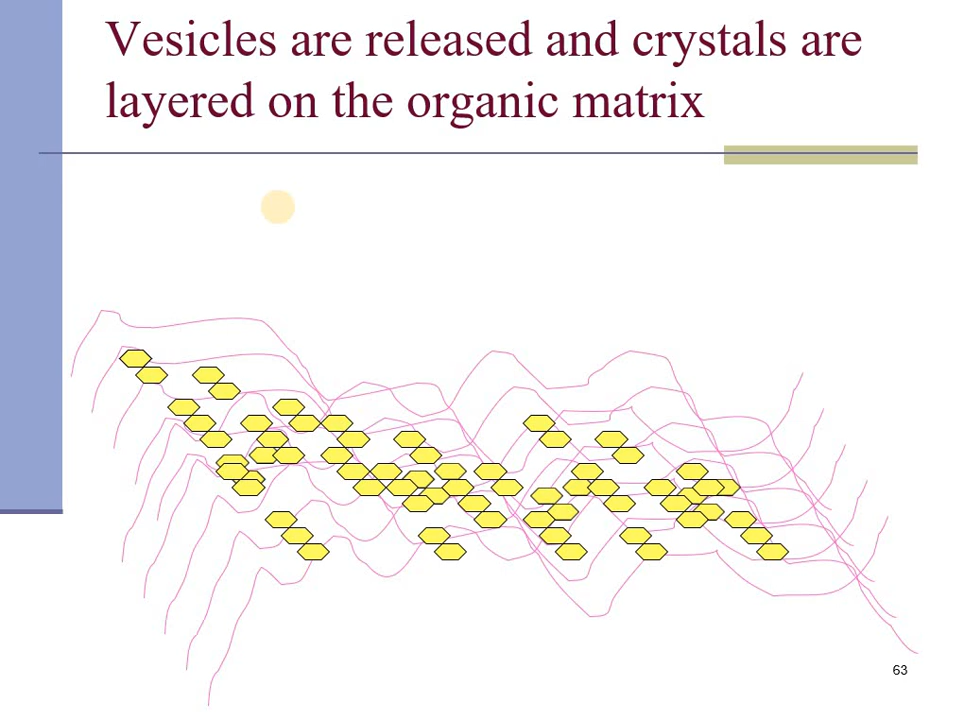 Vesicles are released and crystals are
layered on the organic matrix
63